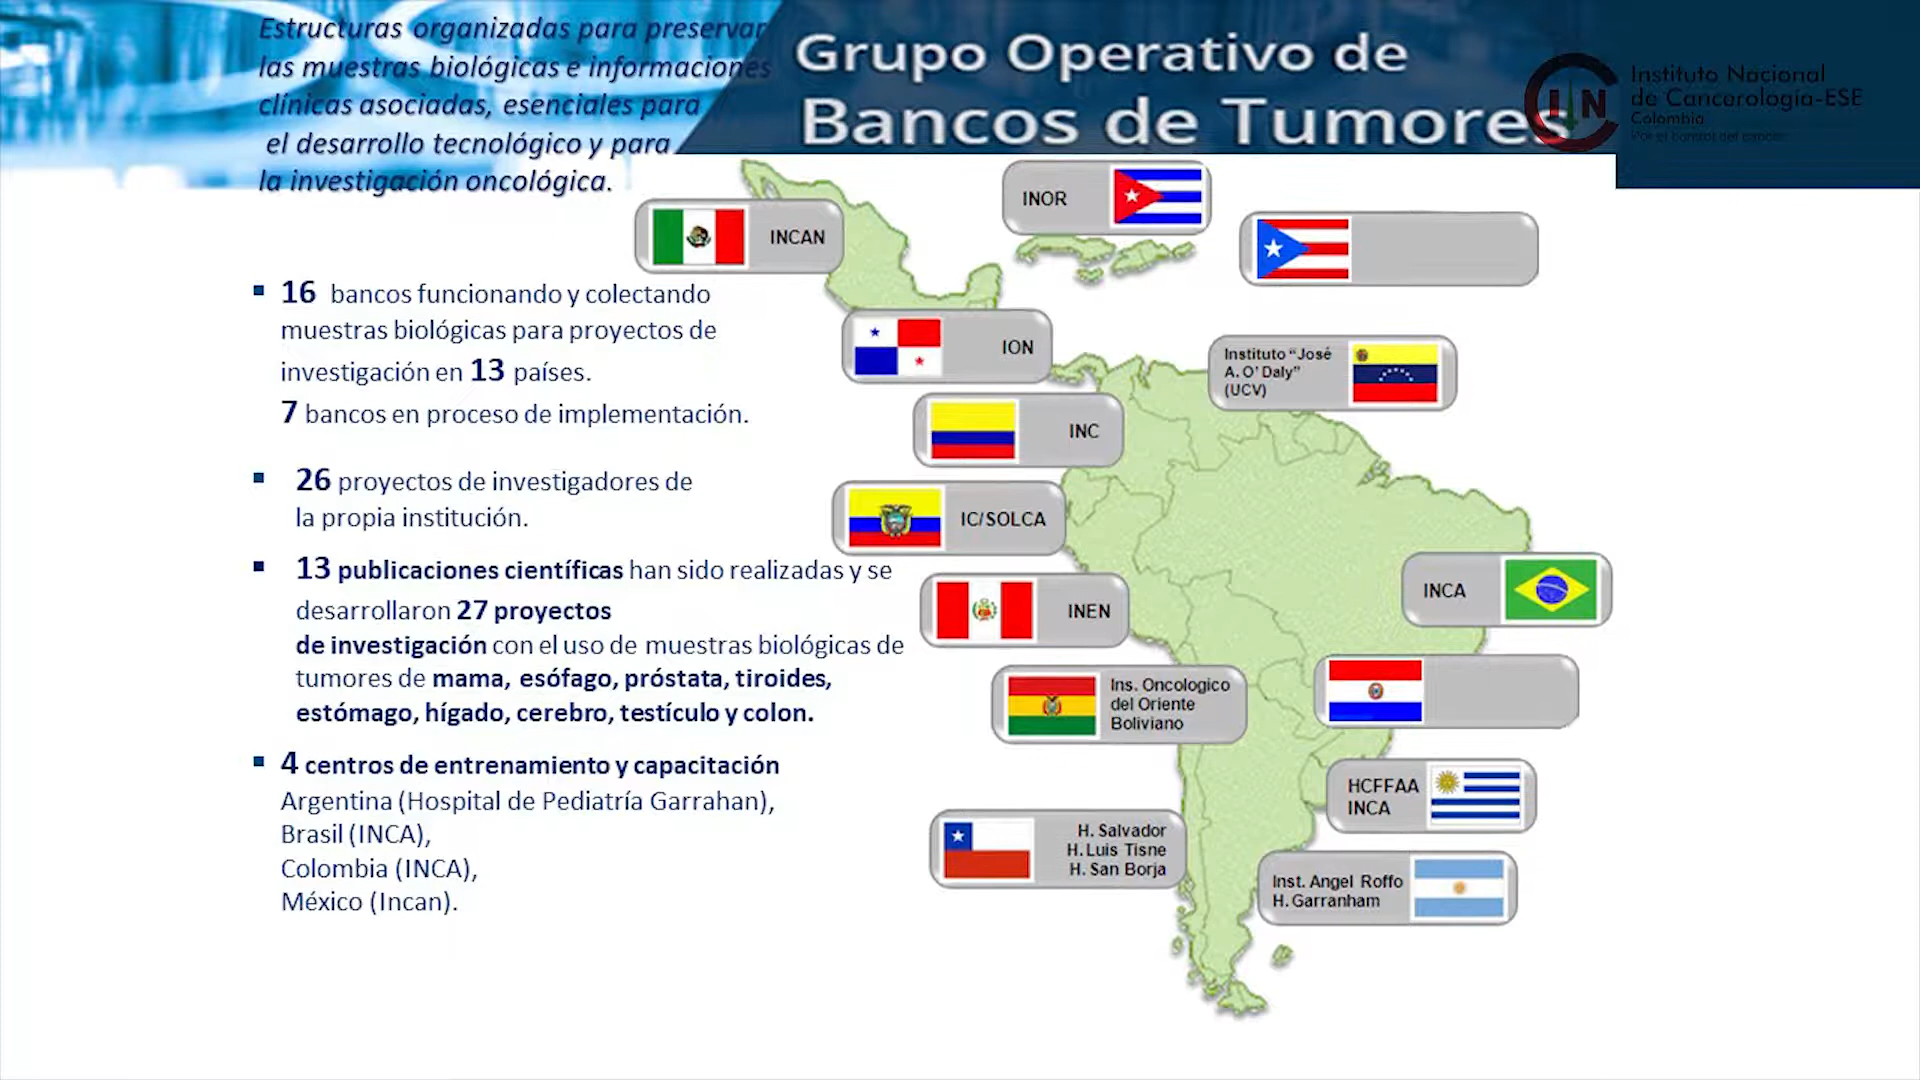 Estructuras organizadas para preservar
las muestras biológicas e informaciones
clínicas asociadas, esenciales para
el desarrollo tecnológico y para
la investigación oncológica.
Grupo Operativo de
Bancos de Tumores
Instituto Nacional
de Cancerología-ESE
Colombia
Por el control del cáncer
INCAN
INOR
ION
Instituto “José
A. O’ Daly”
(UCV)
INC
IC/SOLCA
INEN
INCA
Ins. Oncologico
del Oriente
Boliviano
HCFFAA
INCA
H. Salvador
H. Luis Tisne
H. San Borja
Inst. Angel Roffo
H. Garranham
▪ 16 bancos funcionando y colectando
muestras biológicas para proyectos de
investigación en 13 países.
7 bancos en proceso de implementación.
▪ 26 proyectos de investigadores de
la propia institución.
▪ 13 publicaciones científicas han sido realizadas y se
desarrollaron 27 proyectos
de investigación con el uso de muestras biológicas de
tumores de mama, esófago, próstata, tiroides,
estómago, hígado, cerebro, testículo y colon.
▪ 4 centros de entrenamiento y capacitación
Argentina (Hospital de Pediatría Garrahan),
Brasil (INCA),
Colombia (INCA),
México (Incan).